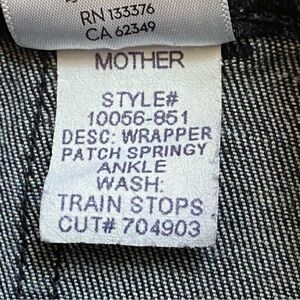 RN 133376
CA 62349
MOTHER
STYLE#
10056-851
DESC: WRAPPER
PATCH SPRINGY
ANKLE
WASH:
TRAIN STOPS
CUT# 704903